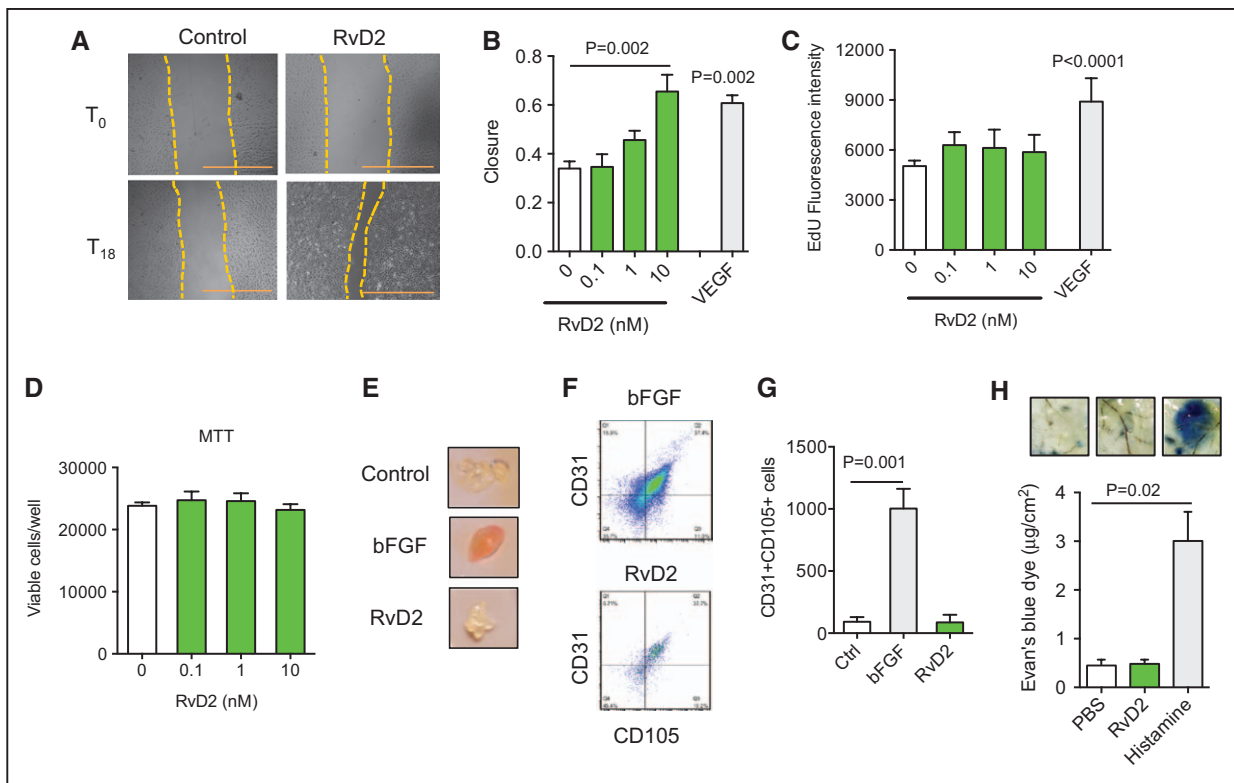 A
Control
RvD2
T0
T18
B
P=0.002
P=0.002
Closure
0.8
0.6
0.4
0.2
0.0
0
0.1
1
10
VEGF
RvD2 (nM)
C
P<0.0001
EdU Fluorescence intensity
12000
9000
6000
3000
0
0
0.1
1
10
VEGF
RvD2 (nM)
D
MTT
Viable cells/well
30000
20000
10000
0
0
0.1
1
10
RvD2 (nM)
E
Control
bFGF
RvD2
F
bFGF
CD31
Q1
RvD2
CD31
CD105
G
CD31+CD105+ cells
1500
1000
500
0
P=0.001
Ctrl
bFGF
RvD2
H
Evan's blue dye (μg/cm2)
4
3
2
1
0
P=0.02
PBS
RvD2
Histamine